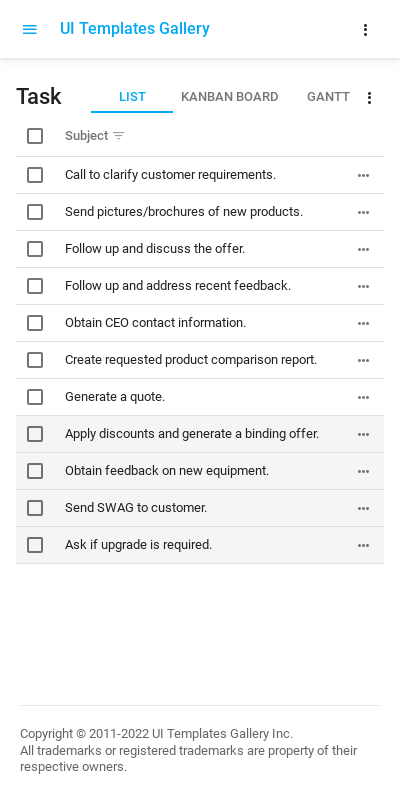 UI Templates Gallery
Task
LIST
KANBAN BOARD
GANTT
Subject
Call to clarify customer requirements.
Send pictures/brochures of new products.
Follow up and discuss the offer.
Follow up and address recent feedback.
Obtain CEO contact information.
Create requested product comparison report.
Generate a quote.
Apply discounts and generate a binding offer.
Obtain feedback on new equipment.
Send SWAG to customer.
Ask if upgrade is required.
Copyright © 2011-2022 UI Templates Gallery Inc.
All trademarks or registered trademarks are property of their
respective owners.